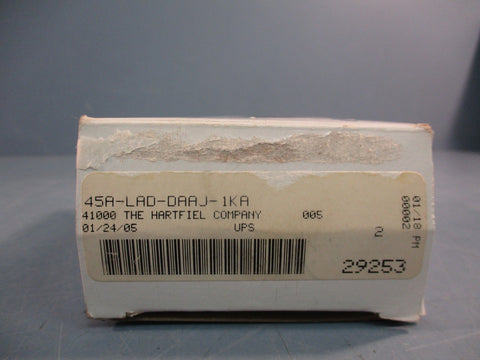 45A-LAD-DAAJ-1KA
41000 THE HARTFIEL COMPANY 005
01/24/05 UPS 2
29253
01/18 PM
00002